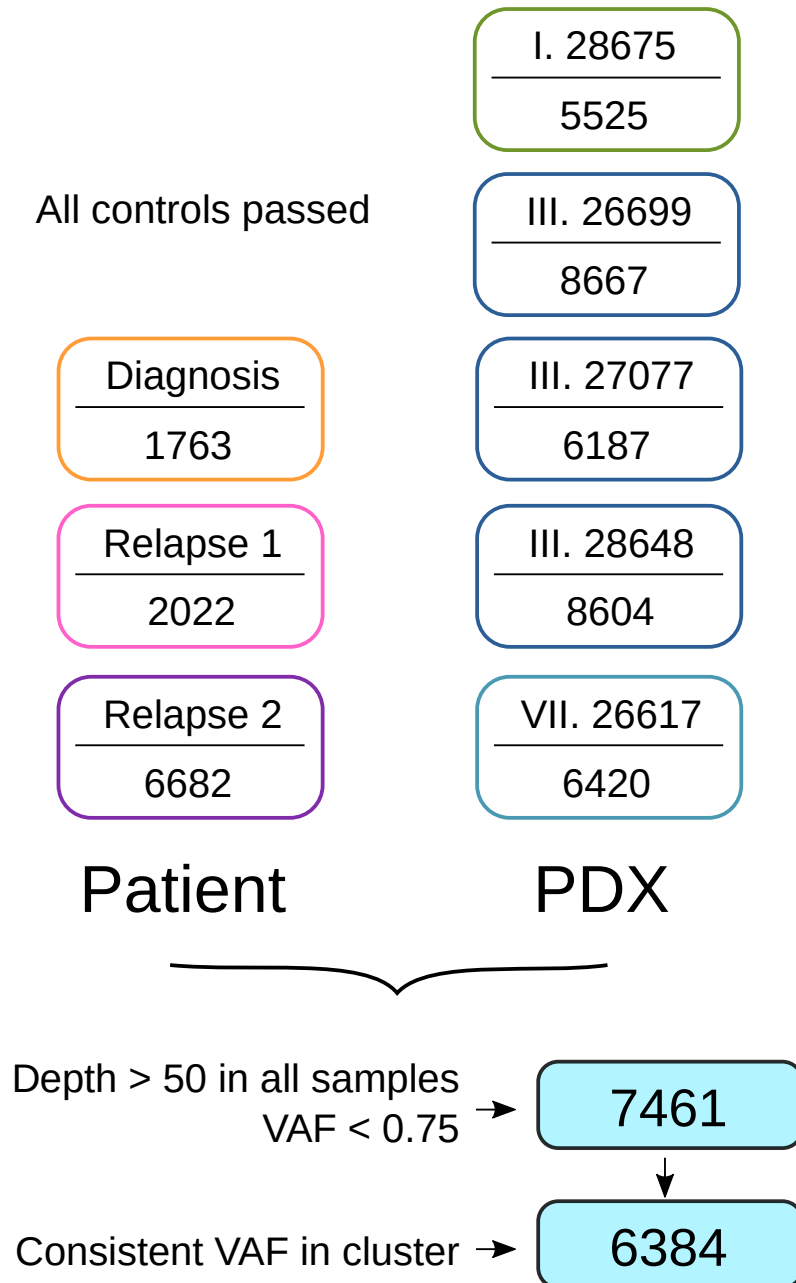 I. 28675
5525
All controls passed
III. 26699
8667
Diagnosis
1763
III. 27077
6187
Relapse 1
2022
III. 28648
8604
Relapse 2
6682
VII. 26617
6420
Patient
PDX
Depth > 50 in all samples
VAF < 0.75
7461
Consistent VAF in cluster
6384